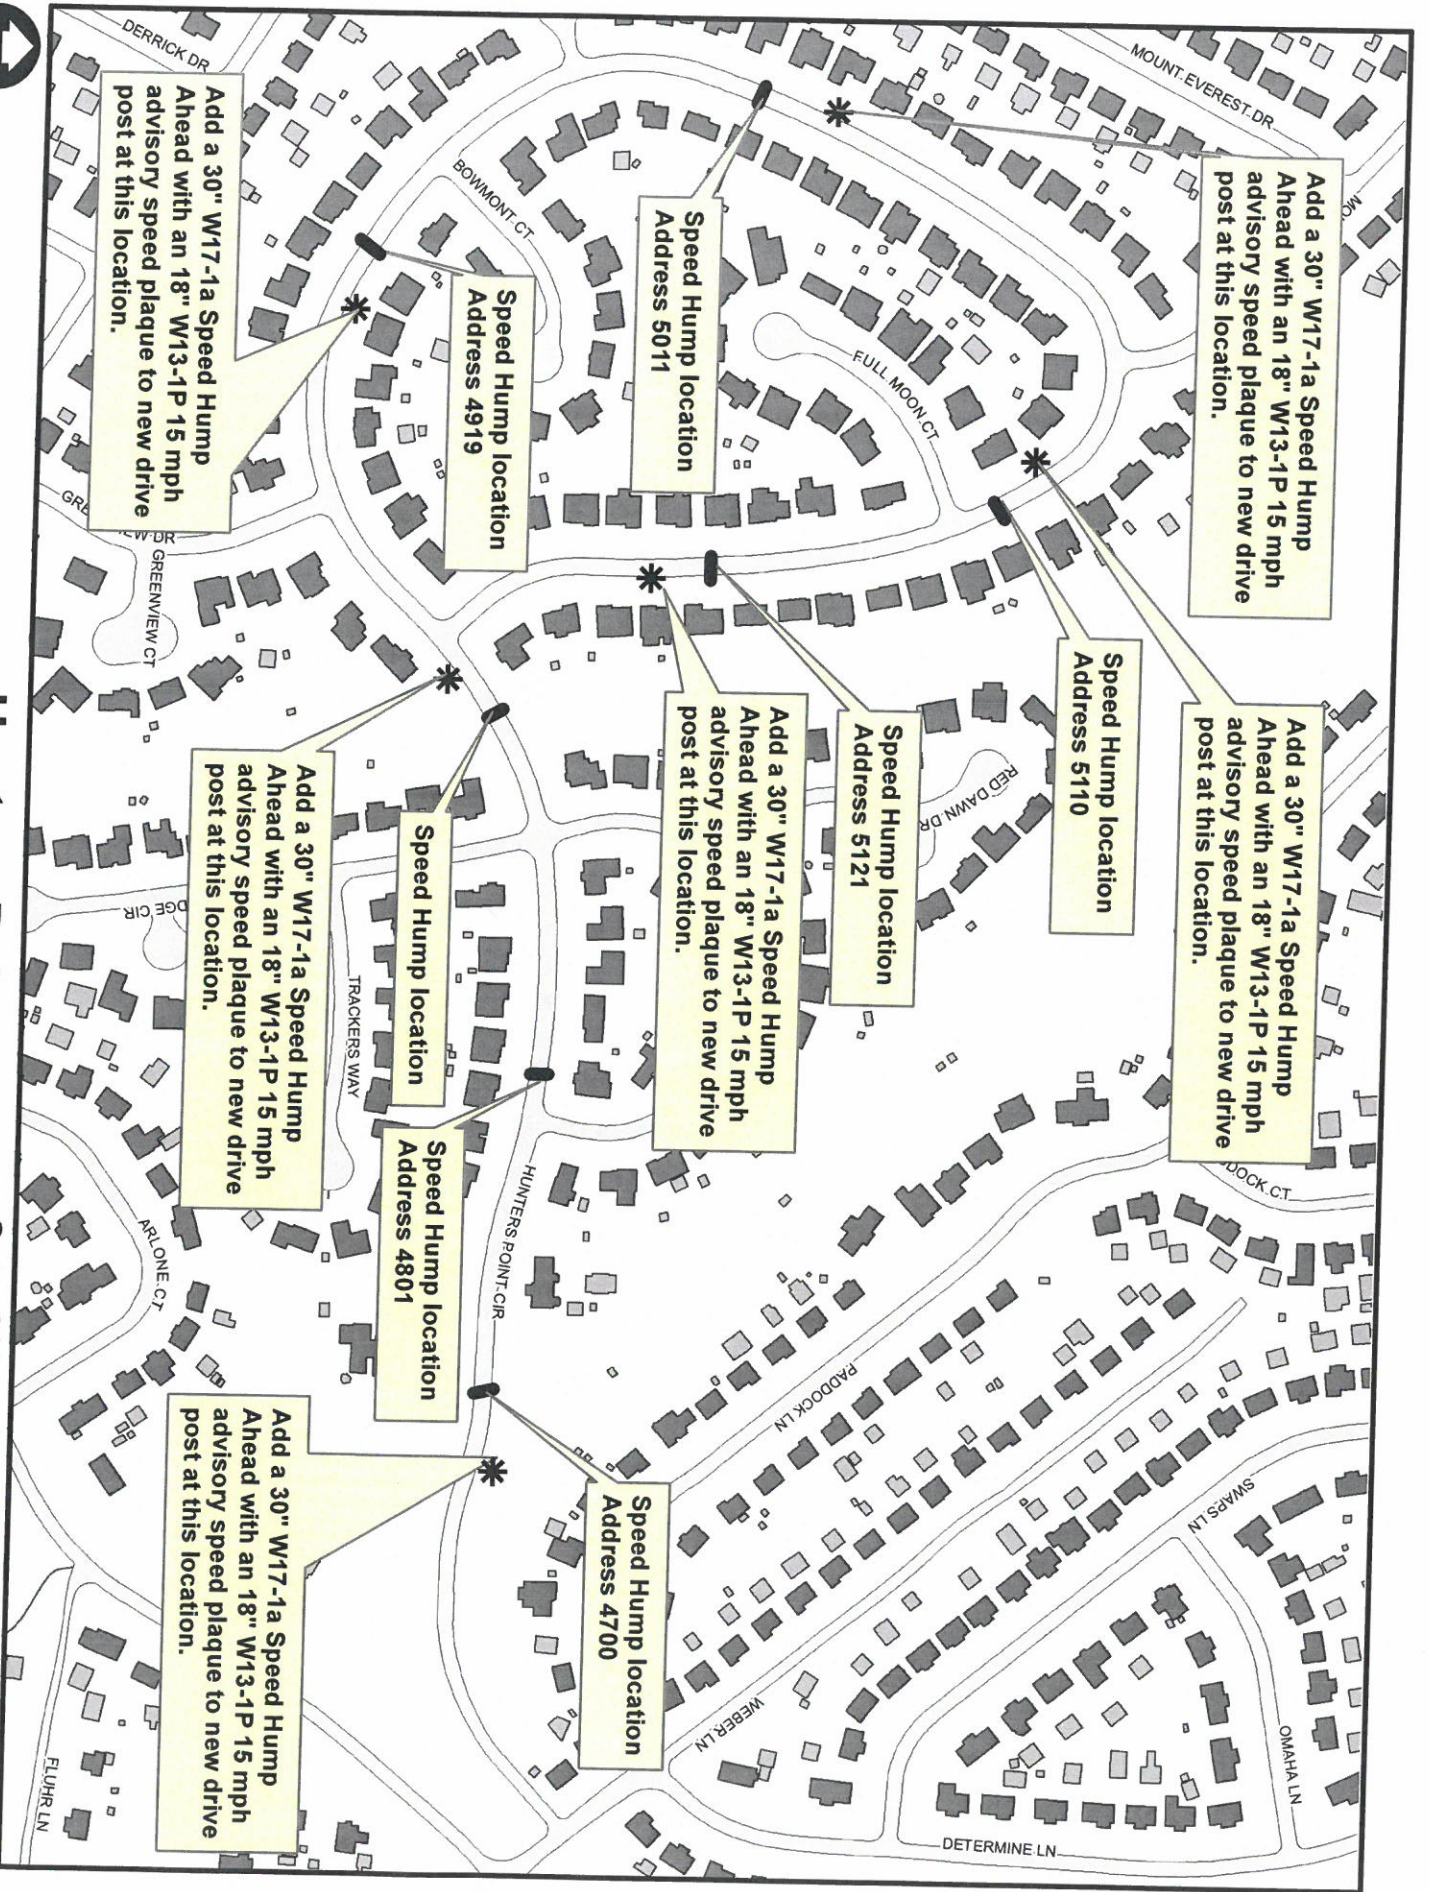 MOUNT EVEREST DR
MO
Add a 30" W17-1a Speed Hump
Ahead with an 18" W13-1P 15 mph
advisory speed plaque to new drive
post at this location.
Add a 30" W17-1a Speed Hump
Ahead with an 18" W13-1P 15 mph
advisory speed plaque to new drive
post at this location.
DOCK CT
OMAHA LN
SWAPS LN
Speed Hump location
Address 5110
RED DAWN DR
FULL MOON CT
DETERMINE LN
Speed Hump location
Address 5121
PADDOCK LN
WEBER LN
Add a 30" W17-1a Speed Hump
Ahead with an 18" W13-1P 15 mph
advisory speed plaque to new drive
post at this location.
Speed Hump location
Address 5011
Speed Hump location
Address 4700
BOWMONT CT
Speed Hump location
Address 4919
HUNTERS POINT CIR
Speed Hump location
Address 4801
Speed Hump location
TRACKERS WAY
Add a 30" W17-1a Speed Hump
Ahead with an 18" W13-1P 15 mph
advisory speed plaque to new drive
post at this location.
Add a 30" W17-1a Speed Hump
Ahead with an 18" W13-1P 15 mph
advisory speed plaque to new drive
post at this location.
Add a 30" W17-1a Speed Hump
Ahead with an 18" W13-1P 15 mph
advisory speed plaque to new drive
post at this location.
DERRICK DR
GRE
EW DR
GREENVIEW CT
DGE CIR
ARLONE CT
FLUHR LN